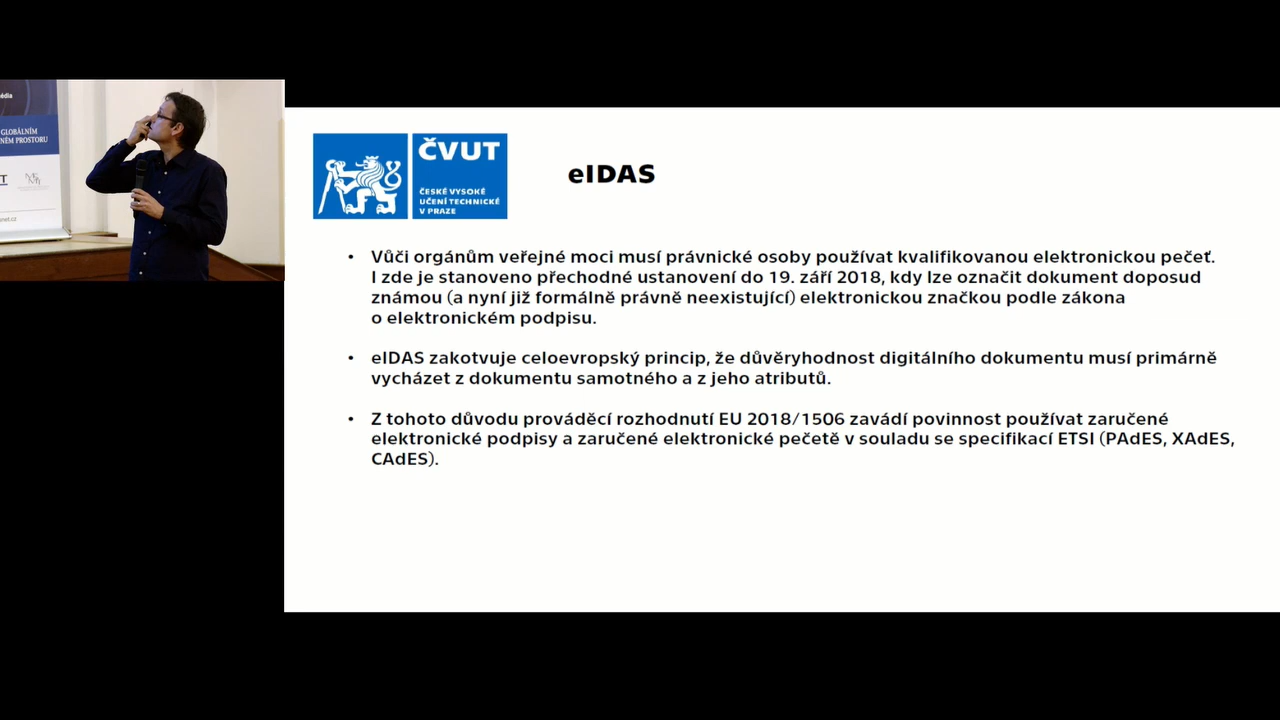 édia
GLOBÁLNÍM
NÉM PROSTORU
T
net.cz
ČVUT
ČESKÉ VYSOKÉ
UČENÍ TECHNICKÉ
V PRAZE
eIDAS
• Vůči orgánům veřejné moci musí právnické osoby používat kvalifikovanou elektronickou pečeť.
I zde je stanoveno přechodné ustanovení do 19. září 2018, kdy lze označit dokument doposud
známou (a nyní již formálně právně neexistující) elektronickou značkou podle zákona
o elektronickém podpisu.
• eIDAS zakotvuje celoevropský princip, že důvěryhodnost digitálního dokumentu musí primárně
vycházet z dokumentu samotného a z jeho atributů.
• Z tohoto důvodu prováděcí rozhodnutí EU 2018/1506 zavádí povinnost používat zaručené
elektronické podpisy a zaručené elektronické pečetě v souladu se specifikací ETSI (PAdES, XAdES,
CAdES).